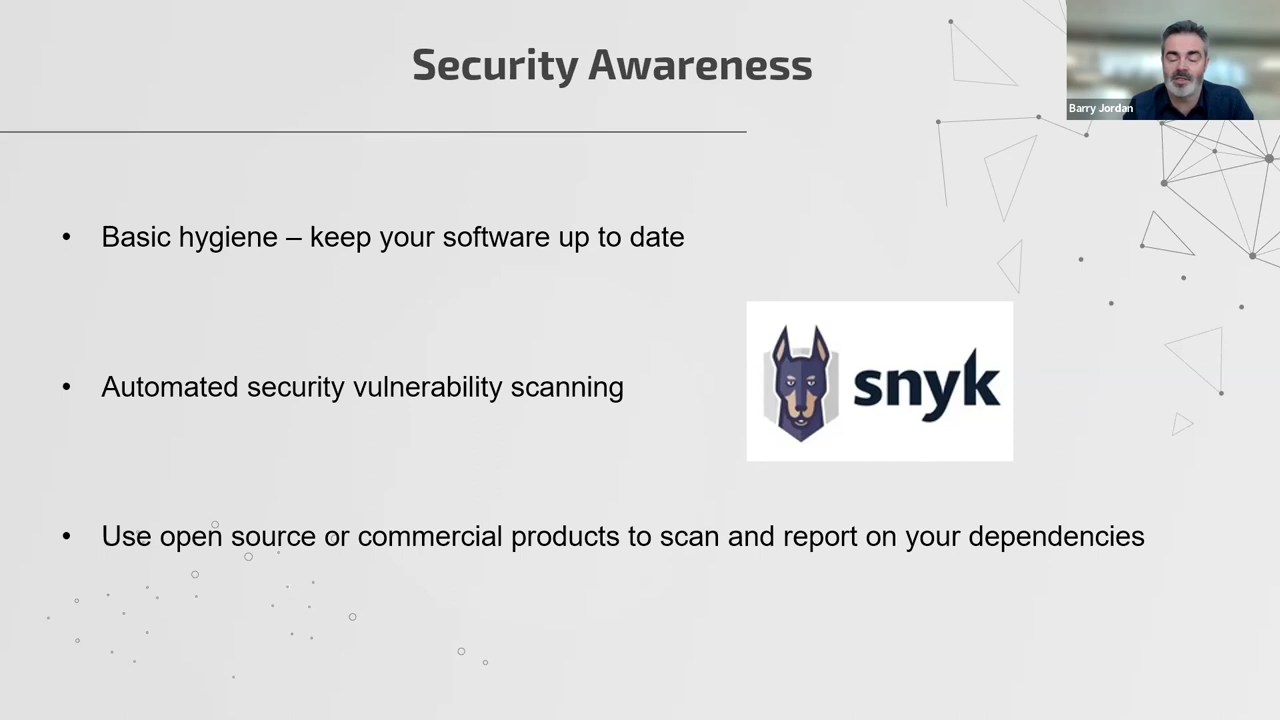 Security Awareness
Barry Jordan
• Basic hygiene – keep your software up to date
• Automated security vulnerability scanning
snyk
• Use open source or commercial products to scan and report on your dependencies